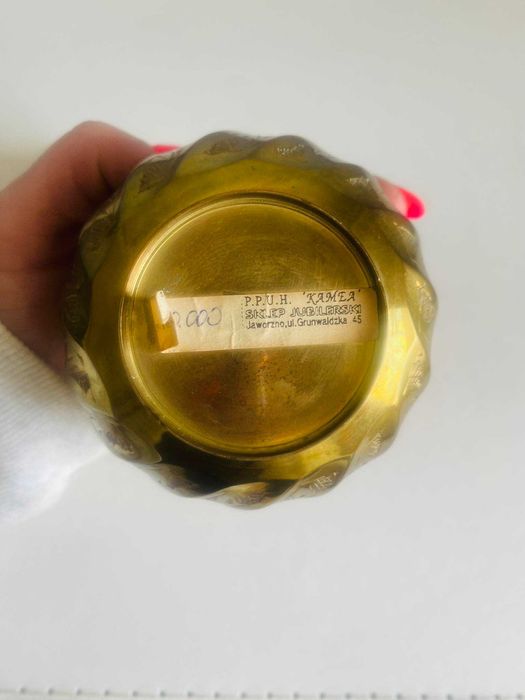 P.P.U.H. 'KAMEA'
SKLEP JUBILERSKI
Jaworzno,ul.Grunwaldzka 45